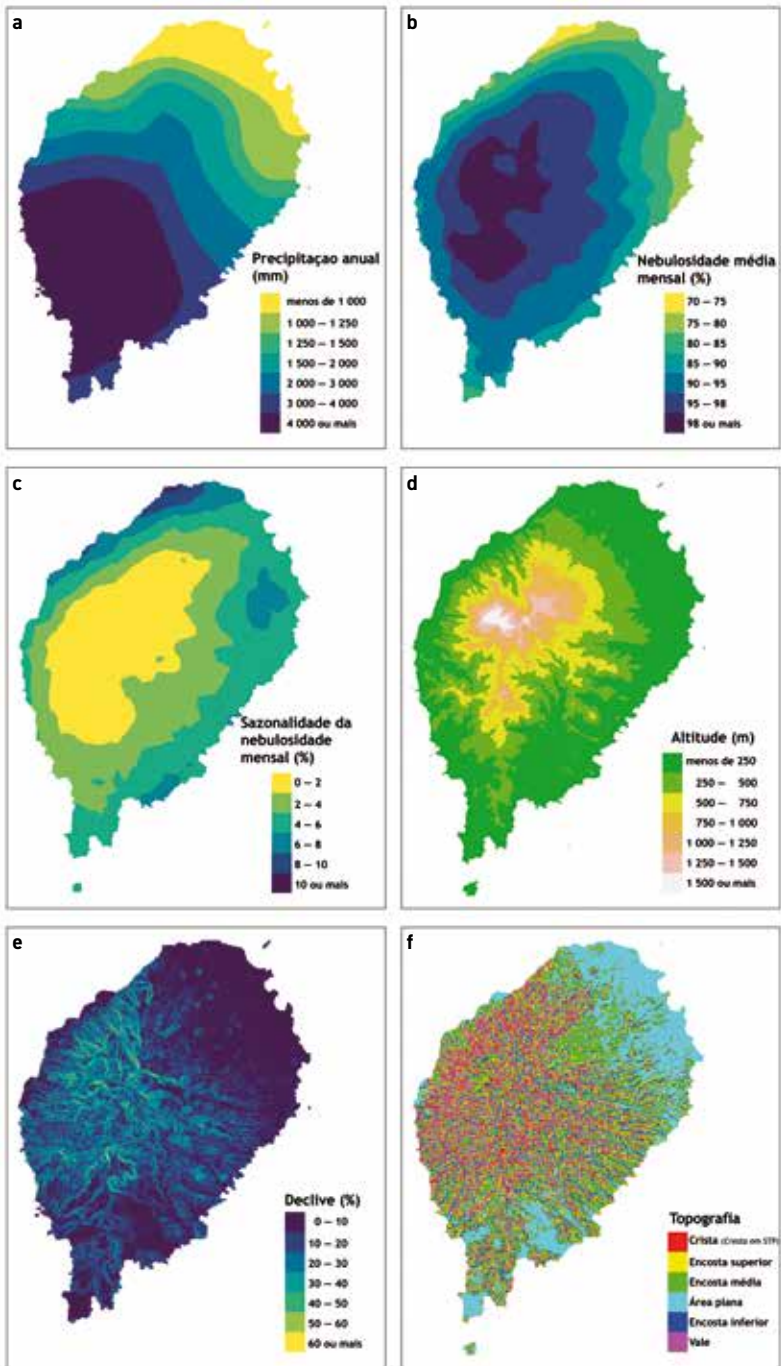 a
Precipitaçao anual
(mm)
menos de 1 000
1 000 – 1 250
1 250 – 1 500
1 500 – 2 000
2 000 – 3 000
3 000 – 4 000
4 000 ou mais
b
Nebulosidade média
mensal (%)
70 – 75
75 – 80
80 – 85
85 – 90
90 – 95
95 – 98
98 ou mais
c
Sazonalidade da
nebulosidade
mensal (%)
0 – 2
2 – 4
4 – 6
6 – 8
8 – 10
10 ou mais
d
Altitude (m)
menos de 250
250 – 500
500 – 750
750 – 1 000
1 000 – 1 250
1 250 – 1 500
1 500 ou mais
e
Declive (%)
0 – 10
10 – 20
20 – 30
30 – 40
40 – 50
50 – 60
60 ou mais
f
Topografia
Crista (Cresta em STP)
Encosta superior
Encosta média
Área plana
Encosta inferior
Vale